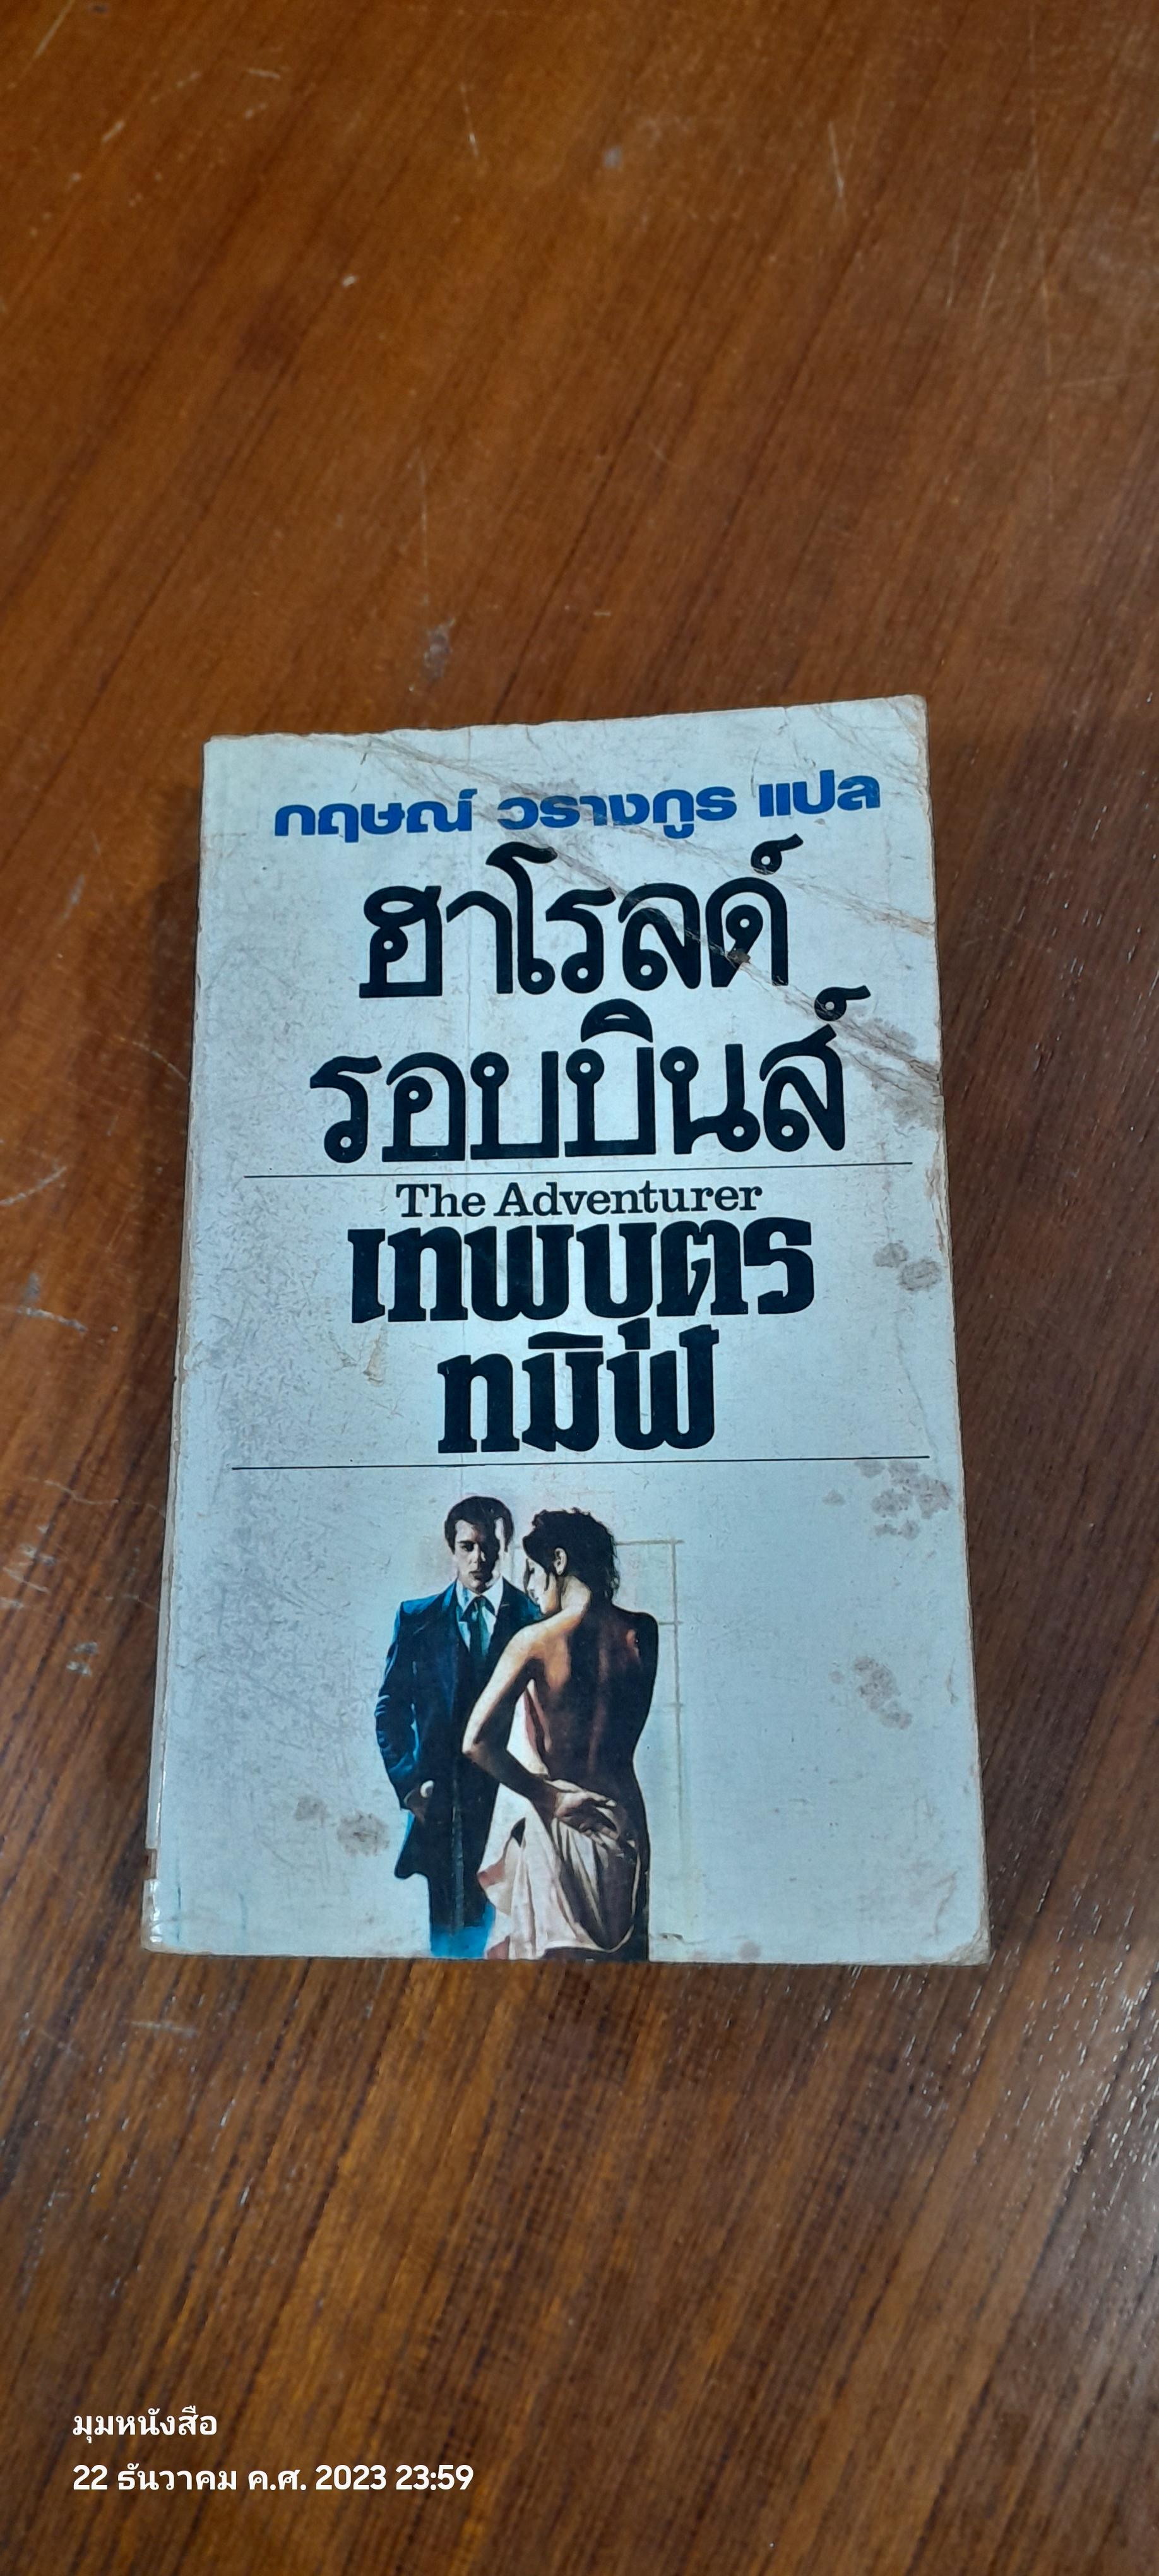 กฤษณ์ วรางกูร แปล
ฮาโรลด์
รอบบินส์
The Adventurer
เทพบุตร
ทมิฬ
มุมหนังสือ
22 ธันวาคม ค.ศ. 2023 23:59